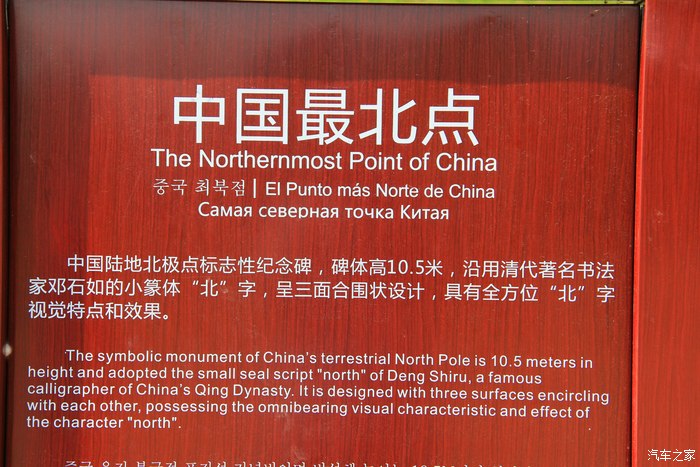 中国最北点
The Northernmost Point of China
중국 최북점 | El Punto más Norte de China
Самая северная точка Китая
中国陆地北极点标志性纪念碑，碑体高10.5米，沿用清代著名书法
家邓石如的小篆体“北”字，呈三面合围状设计，具有全方位“北”字
视觉特点和效果。
The symbolic monument of China's terrestrial North Pole is 10.5 meters in
height and adopted the small seal script "north" of Deng Shiru, a famous
calligrapher of China's Qing Dynasty. It is designed with three surfaces encircling
with each other, possessing the omnibearing visual characteristic and effect of
the character "north".
汽车之家